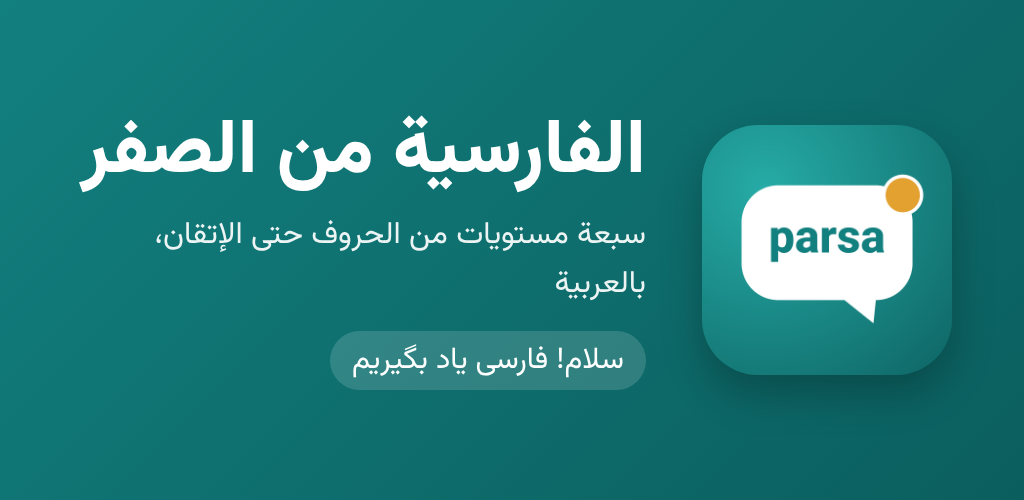 الفارسية من الصفر
سبعة مستويات من الحروف حتى الإتقان،
بالعربية
سلام! فارسی یاد بگیریم
parsa